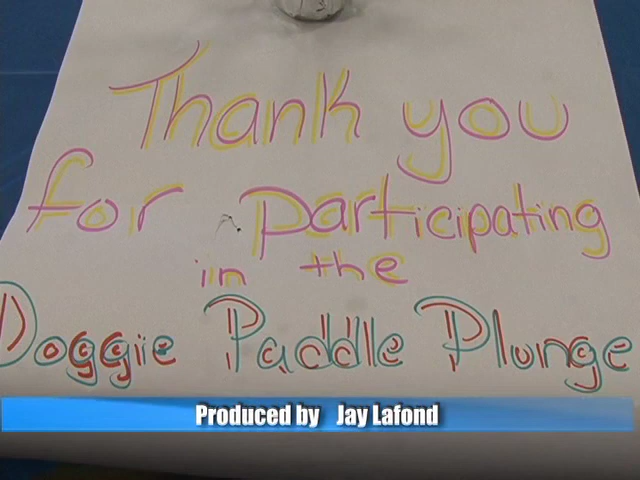 Thank you
for participating
in the
Doggie Paddle Plunge
Produced by Jay Lafond